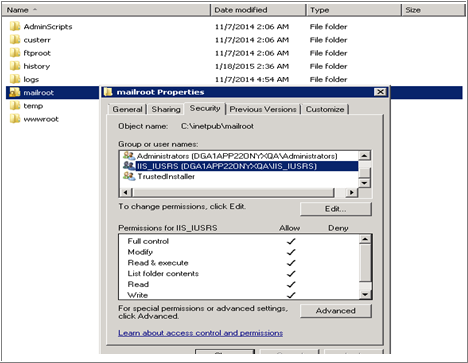 Name Date modified Type Size
AdminScripts 11/7/2014 2:06 AM File folder
custerr 11/7/2014 2:06 AM File folder
ftproot 11/7/2014 2:06 AM File folder
history 1/18/2015 2:36 AM File folder
logs 11/7/2014 4:54 AM File folder
mailroot
temp
wwwroot
mailroot Properties
General Sharing Security Previous Versions Customize
Object name: C:\inetpub\mailroot
Group or user names:
Administrators (DGA1APP220NYXQA\Administrators)
IIS_IUSRS (DGA1APP220NYXQA\IIS_IUSRS)
TrustedInstaller
To change permissions, click Edit. Edit...
Permissions for IIS_IUSRS Allow Deny
Full control
Modify
Read & execute
List folder contents
Read
Write
For special permissions or advanced settings, Advanced
click Advanced.
Learn about access control and permissions